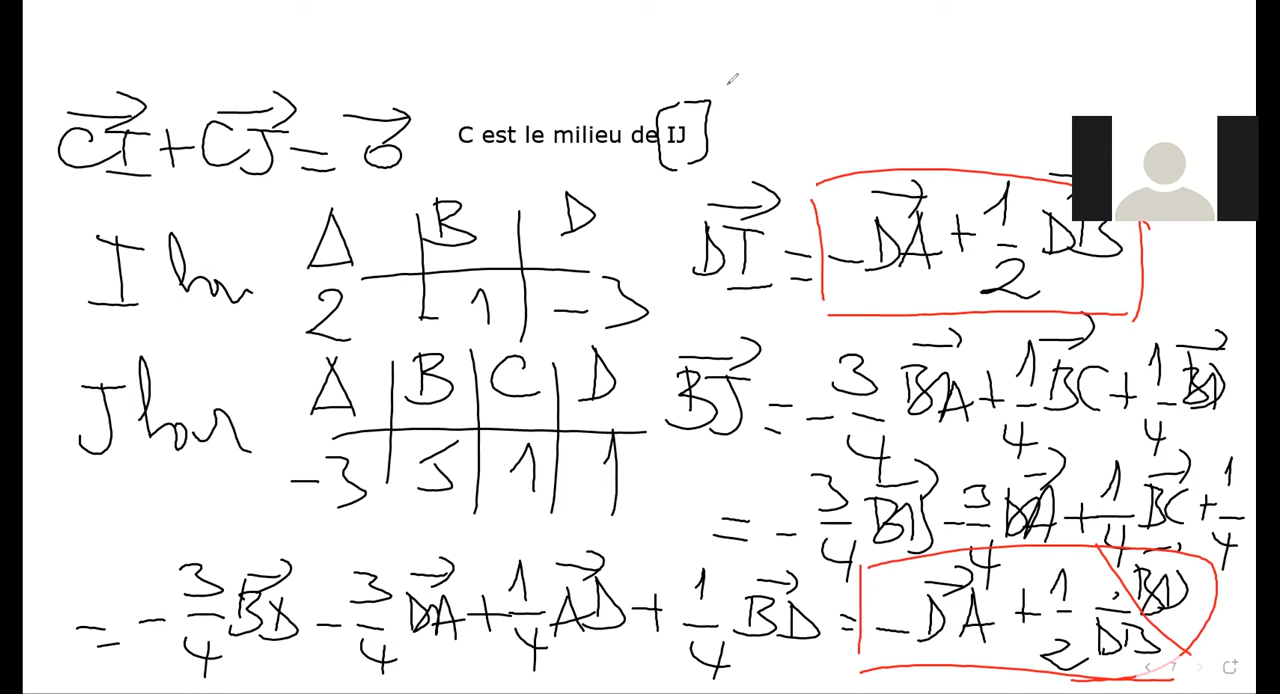 CI + CJ = 0 C est le milieu de [IJ]
I bar A B D
2 1 -3
DI = -DA + 1/2 DB
J bar A B C D
-3 5 1 1
BJ = -3/4 BA + 1/4 BC + 1/4 BD
= -3/4 BD - 3/4 DA + 1/4 BC + 1/4
= -3/4 BD - 3/4 DA + 1/4 AD + 1/4 BD = -DA + 1/2 DB
BD
7